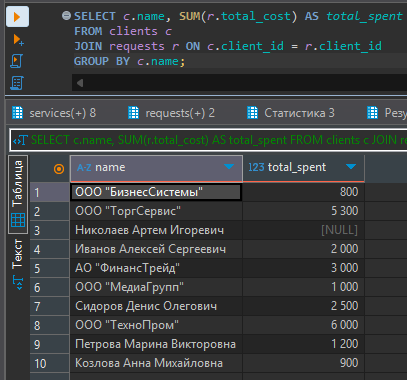 SELECT c.name, SUM(r.total_cost) AS total_spent
FROM clients c
JOIN requests r ON c.client_id = r.client_id
GROUP BY c.name;
services(+) 8 requests(+) 2 Статистика 3 Резу
SELECT c.name, SUM(r.total_cost) AS total_spent FROM clients c JOIN re
Таблица
Текст
A-Z name 123 total_spent
1 ООО "БизнесСистемы" 800
2 ООО "ТоргСервис" 5 300
3 Николаев Артем Игоревич [NULL]
4 Иванов Алексей Сергеевич 2 000
5 АО "ФинансТрейд" 3 000
6 ООО "МедиаГрупп" 1 000
7 Сидоров Денис Олегович 2 500
8 ООО "ТехноПром" 6 000
9 Петрова Марина Викторовна 1 200
10 Козлова Анна Михайловна 900